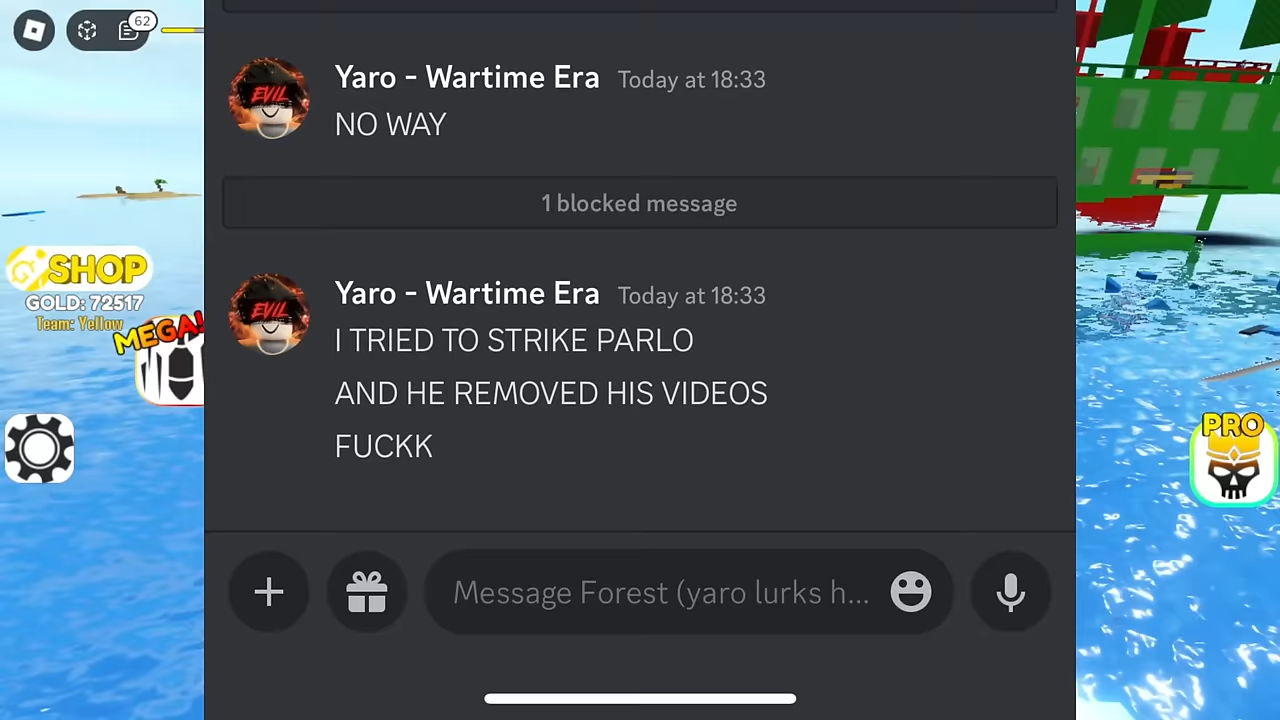 62
Yaro - Wartime Era Today at 18:33
EVIL
NO WAY
1 blocked message
SHOP
GOLD: 72517
Team: Yellow
MEGA!
Yaro - Wartime Era Today at 18:33
EVIL
I TRIED TO STRIKE PARLO
AND HE REMOVED HIS VIDEOS
FUCKK
PRO
Message Forest (yaro lurks h...